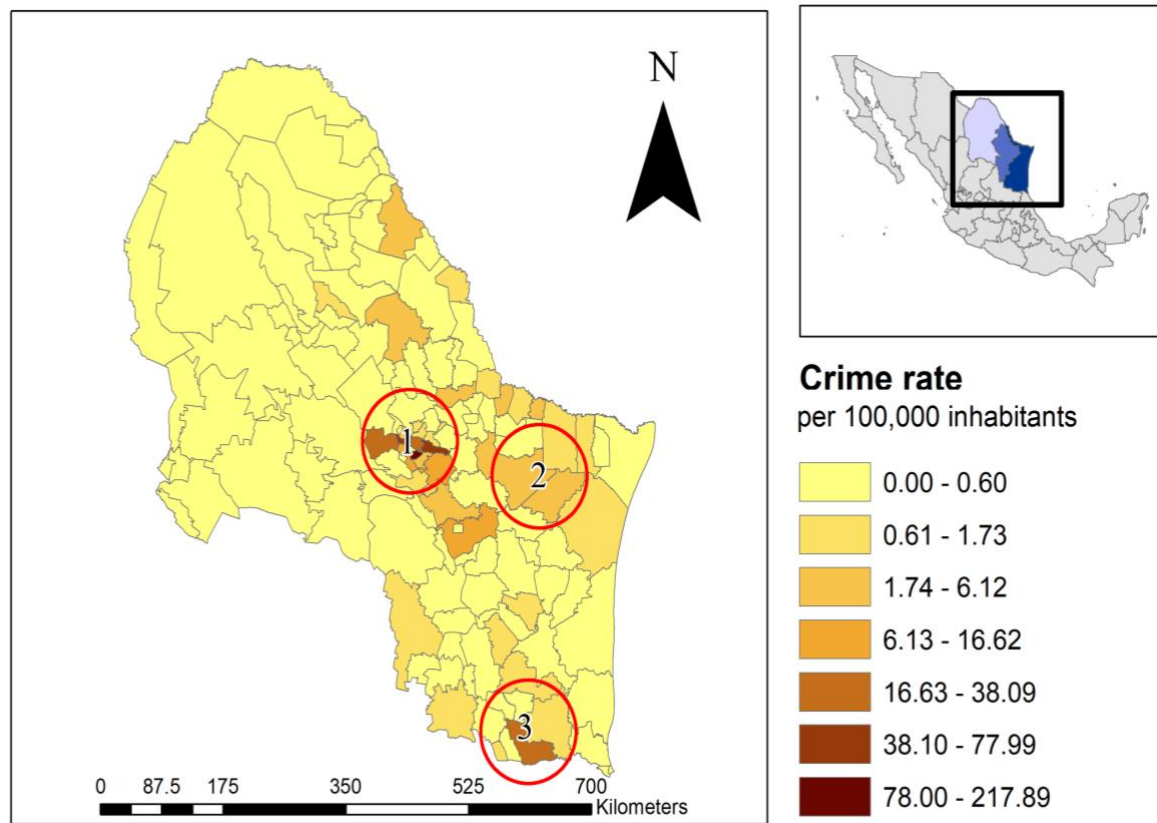 N
1
2
3
0 87.5 175 350 525 700
Kilometers
Crime rate
per 100,000 inhabitants
0.00 - 0.60
0.61 - 1.73
1.74 - 6.12
6.13 - 16.62
16.63 - 38.09
38.10 - 77.99
78.00 - 217.89